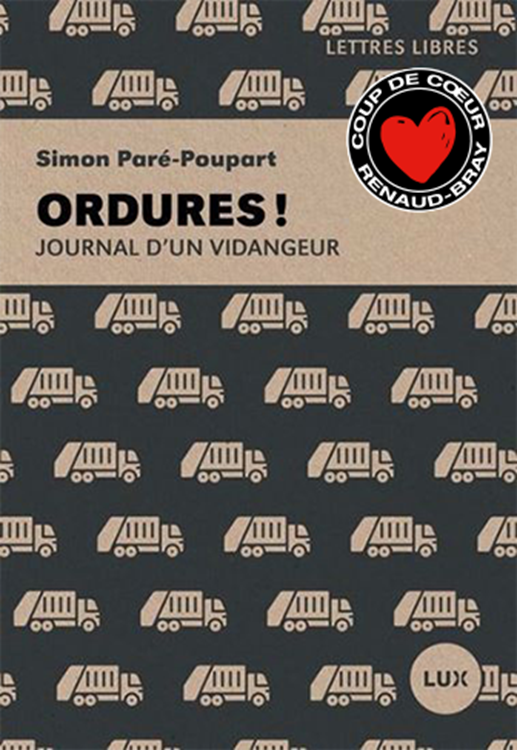 LETTRES LIBRES
COUP DE CŒUR
RENAUD-BRAY
Simon Paré-Poupart
ORDURES !
JOURNAL D'UN VIDANGEUR
LUX